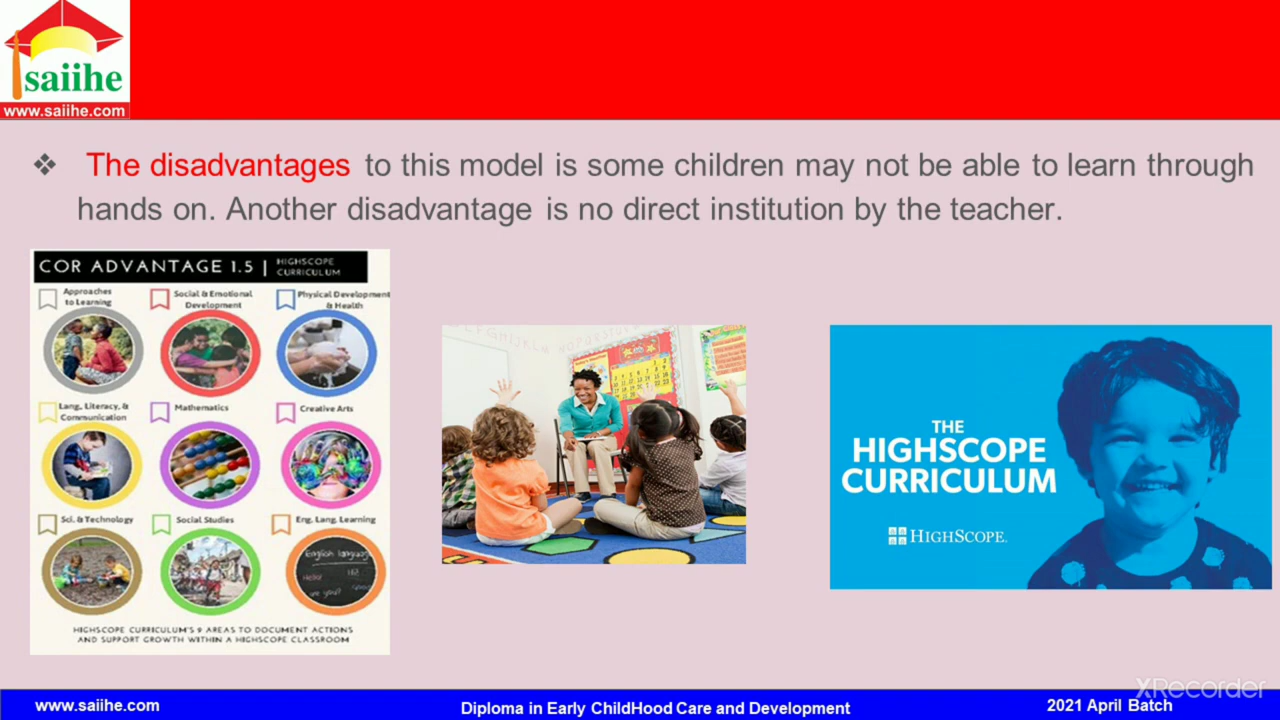 saiihe
www.saiihe.com
❖ The disadvantages to this model is some children may not be able to learn through
hands on. Another disadvantage is no direct institution by the teacher.
COR ADVANTAGE 1.5 | HIGHSCOPE
CURRICULUM
Approaches
to Learning
Social & Emotional
Development
Physical Development
& Health
Lang, Literacy, &
Communication
Mathematics
Creative Arts
Sci. & Technology
Social Studies
Eng. Lang. Learning
English language
Hello!
Hi!
HIGHSCOPE CURRICULUM'S 9 AREAS TO DOCUMENT ACTIONS
AND SUPPORT GROWTH WITHIN A HIGHSCOPE CLASSROOM
THE
HIGHSCOPE
CURRICULUM
HIGHSCOPE.
XRecorder
www.saiihe.com
Diploma in Early ChildHood Care and Development
2021 April Batch